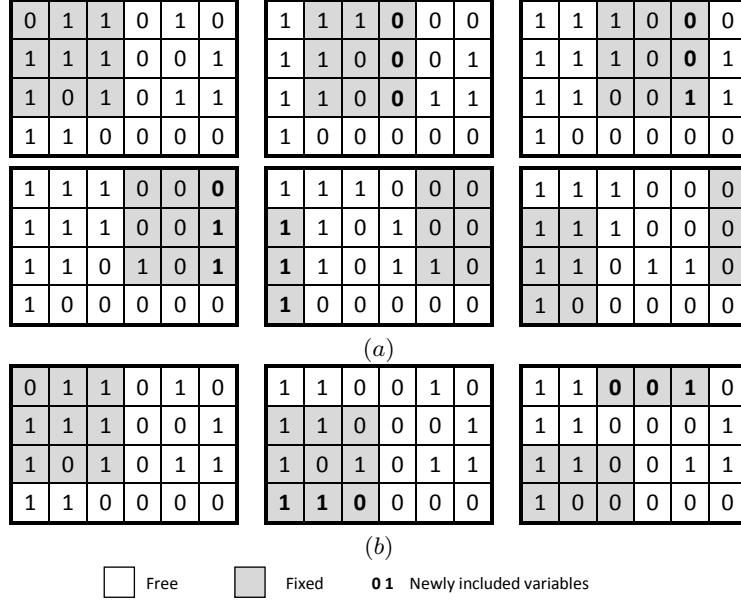 0 1 1 0 1 0 1 1 1 0 0 0 1 1 1 0 0 0
1 1 1 0 0 1 1 1 0 0 0 1 1 1 1 0 0 1
1 0 1 0 1 1 1 1 0 0 1 1 1 1 0 0 1 1
1 1 0 0 0 0 1 0 0 0 0 0 1 0 0 0 0 0
1 1 1 0 0 0 1 1 1 0 0 0 1 1 1 0 0 0
1 1 1 0 0 1 1 1 0 1 0 0 1 1 1 0 0 0
1 1 0 1 0 1 1 1 0 1 1 0 1 1 0 1 1 0
1 0 0 0 0 0 1 0 0 0 0 0 1 0 0 0 0 0
(a)
0 1 1 0 1 0 1 1 0 0 1 0 1 1 0 0 1 0
1 1 1 0 0 1 1 1 0 0 0 1 1 1 0 0 0 1
1 0 1 0 1 1 1 0 1 0 1 1 1 1 0 0 1 1
1 1 0 0 0 0 1 1 0 0 0 0 1 0 0 0 0 0
(b)
Free Fixed 0 1 Newly included variables